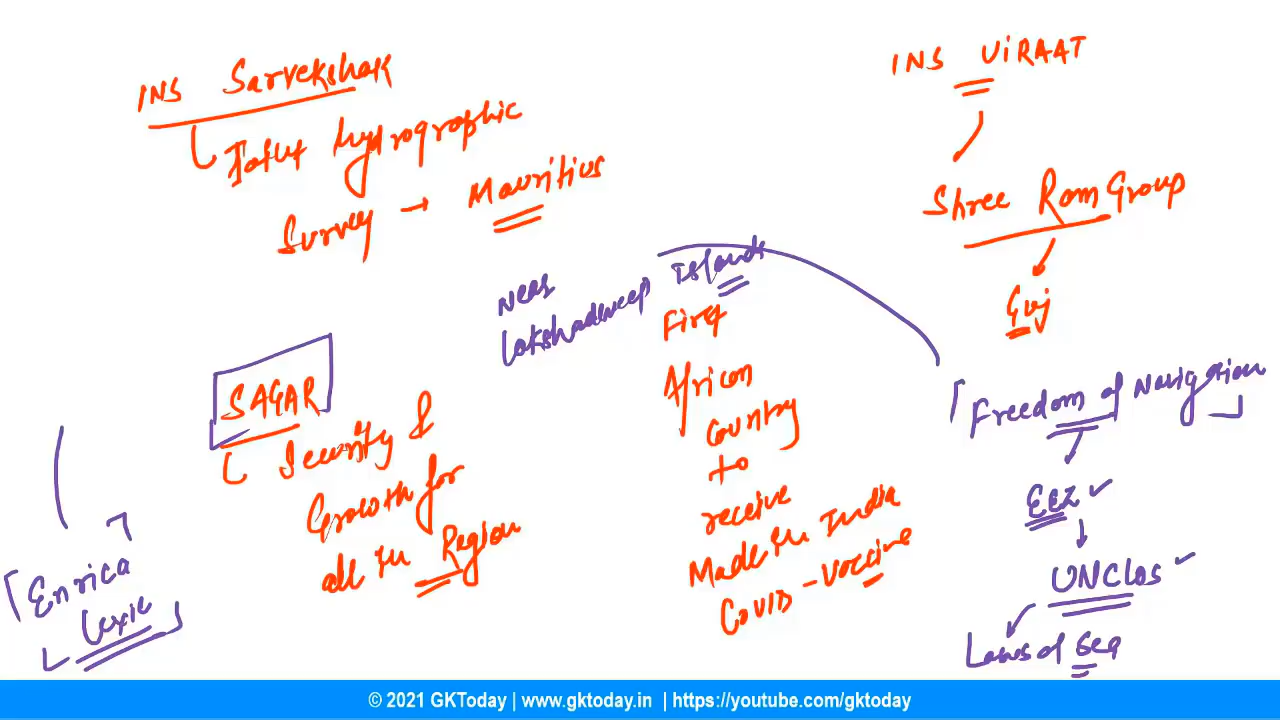 INS Sarvekshak
Joint hydrographic
Survey → Mauritius
INS ViRAAT
Shree Ram Group
Guj
Near
Lakshadweep Islands
First
African
Country
to
receive
Made in India
COVID-Vaccine
SAGAR
Security &
Growth for
all in Region
Enrica
Lexie
Freedom of Navigation
EEZ ✓
UNCLOS ✓
Laws of Sea
© 2021 GKToday | www.gktoday.in | https://youtube.com/gktoday